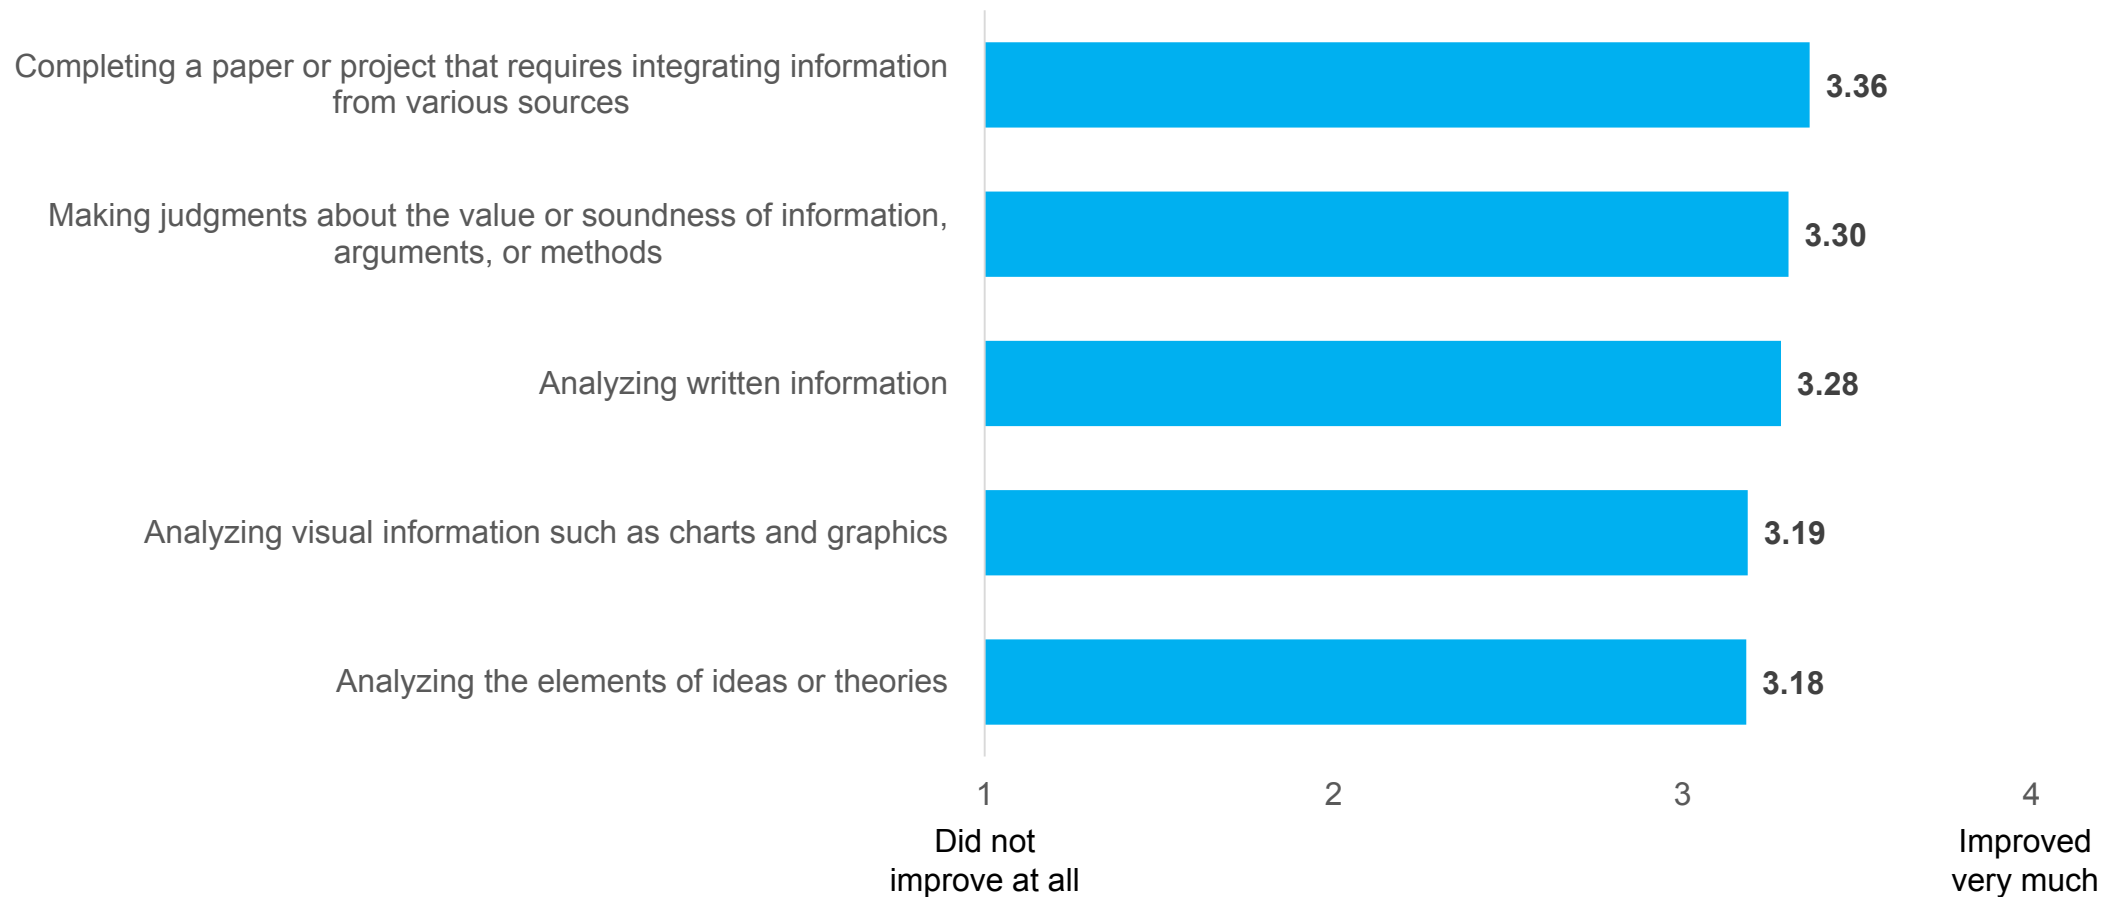 Completing a paper or project that requires integrating information
from various sources
3.36
Making judgments about the value or soundness of information,
arguments, or methods
3.30
Analyzing written information
3.28
Analyzing visual information such as charts and graphics
3.19
Analyzing the elements of ideas or theories
3.18
1 2 3 4
Did not
improve at all
Improved
very much